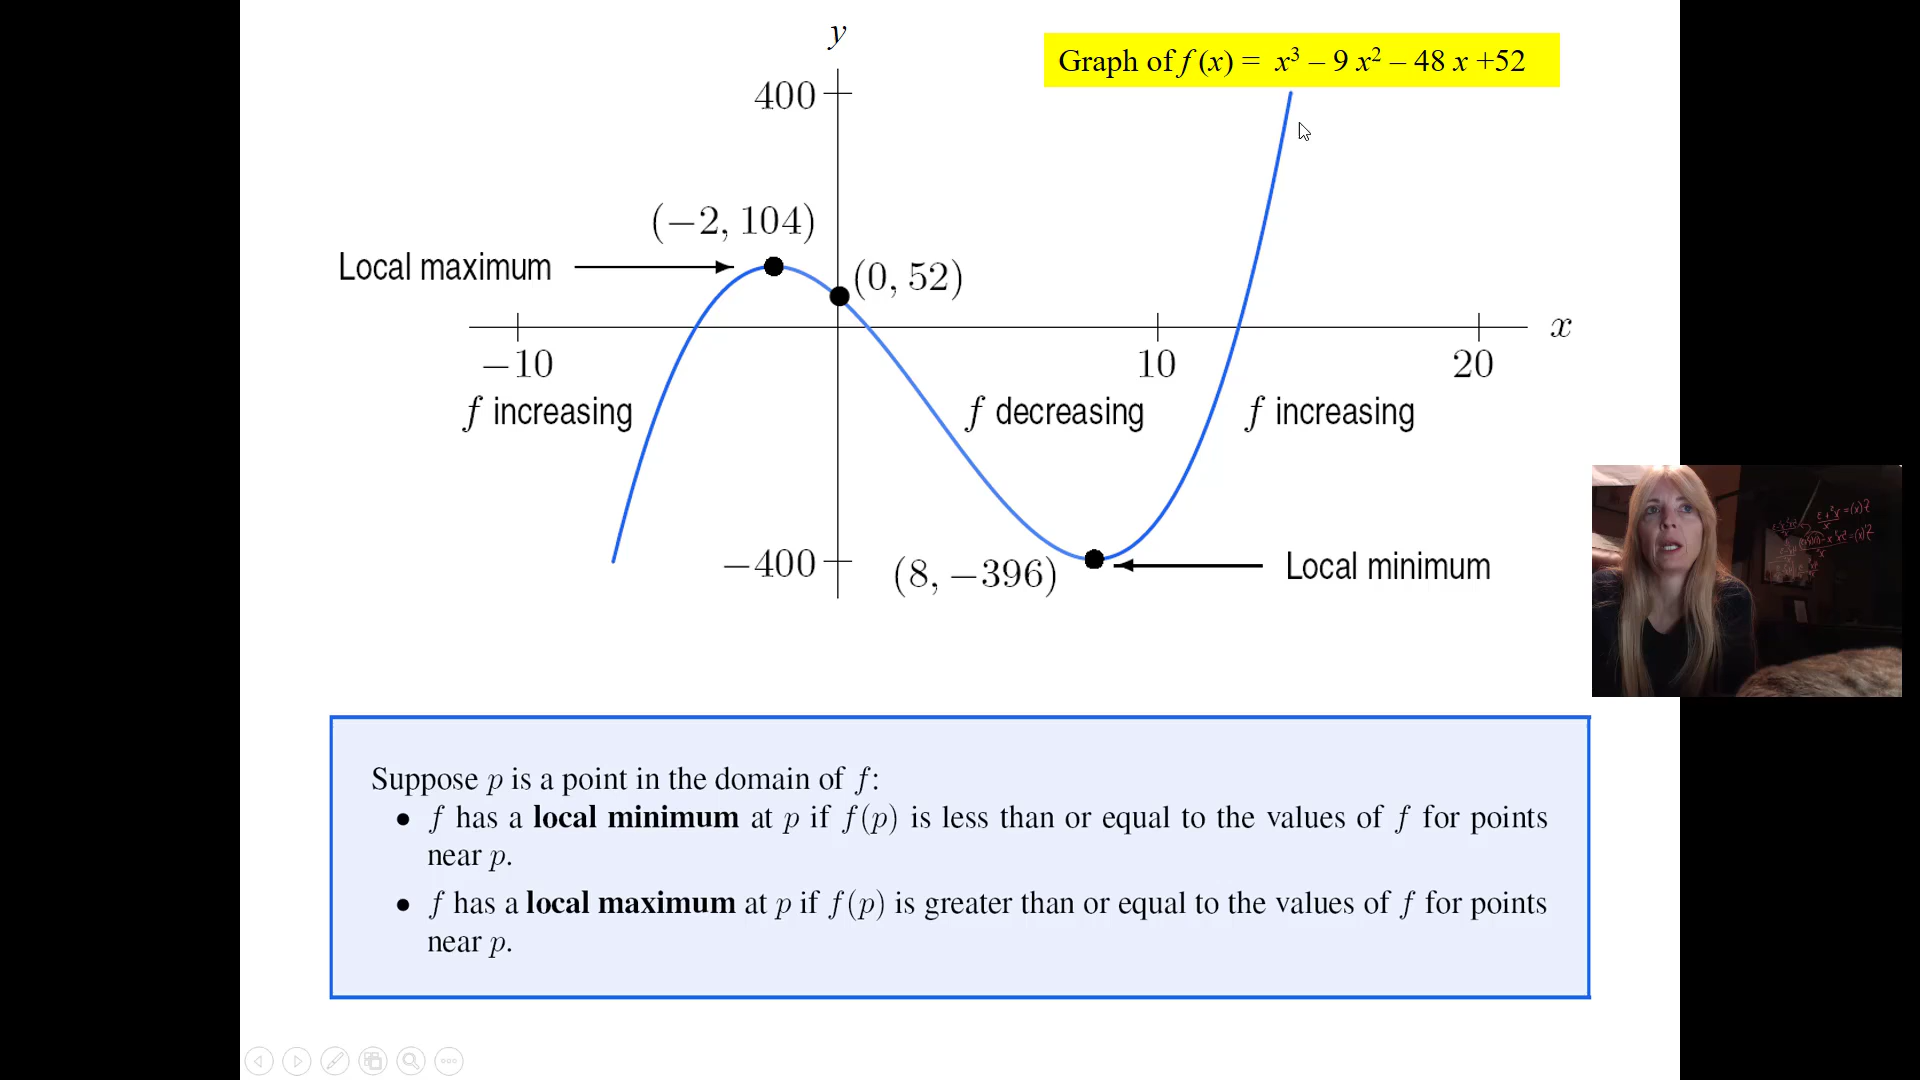 y
Graph of f (x) = x³ – 9 x² – 48 x +52
400
(−2, 104)
Local maximum
(0, 52)
x
−10
10
20
f increasing
f decreasing
f increasing
−400
(8, −396)
Local minimum
Suppose p is a point in the domain of f:
• f has a local minimum at p if f(p) is less than or equal to the values of f for points
near p.
• f has a local maximum at p if f(p) is greater than or equal to the values of f for points
near p.